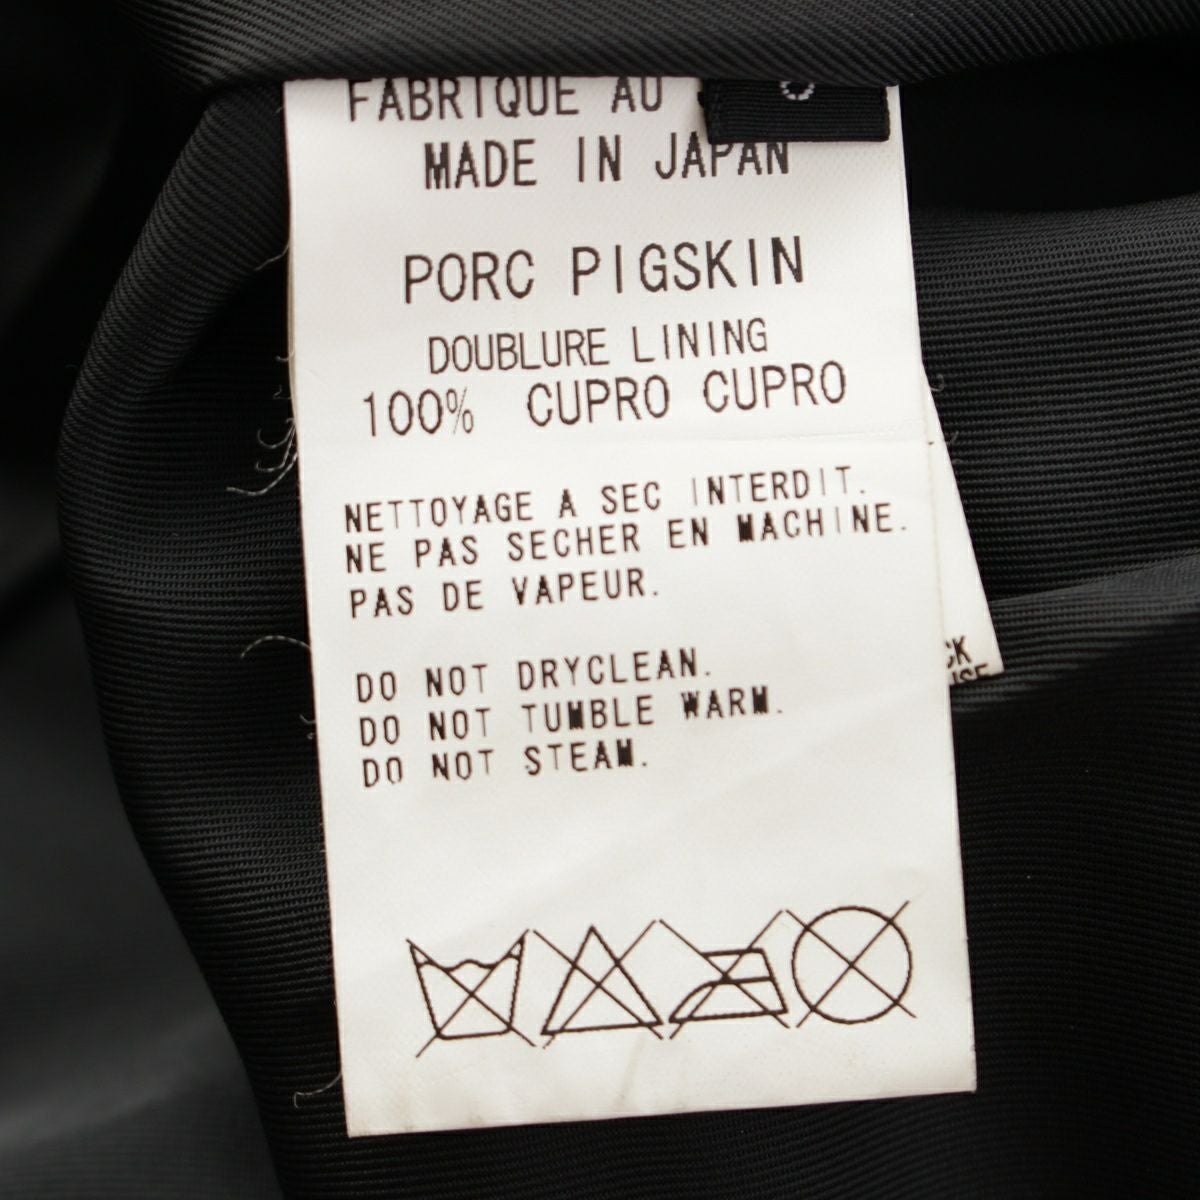 FABRIQUE AU
MADE IN JAPAN
PORC PIGSKIN
DOUBLURE LINING
100% CUPRO CUPRO
NETTOYAGE A SEC INTERDIT.
NE PAS SECHER EN MACHINE.
PAS DE VAPEUR.
DO NOT DRYCLEAN.
DO NOT TUMBLE WARM.
DO NOT STEAM.